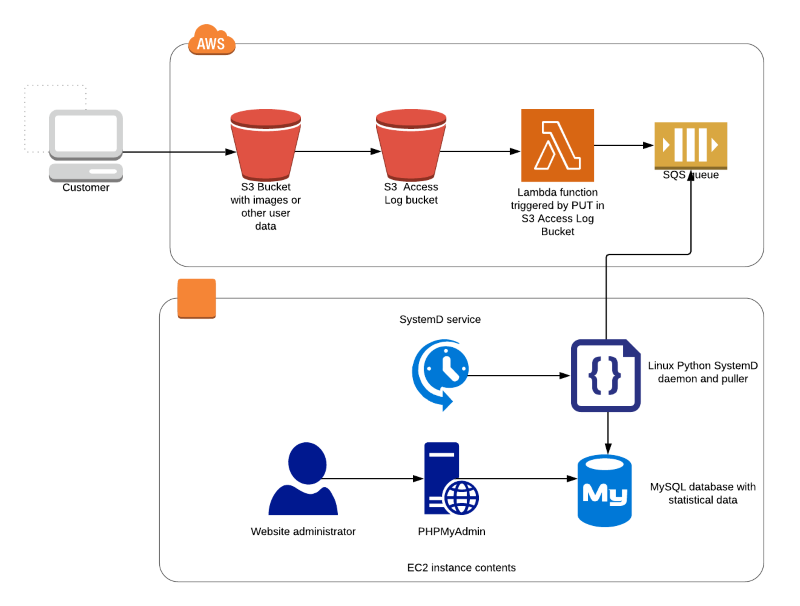 AWS
Customer
S3 Bucket
with images or
other user
data
S3 Access
Log bucket
Lambda function
triggered by PUT in
S3 Access Log
Bucket
SQS queue
SystemD service
{}
Linux Python SystemD
daemon and puller
Website administrator
PHPMyAdmin
My
MySQL database with
statistical data
EC2 instance contents